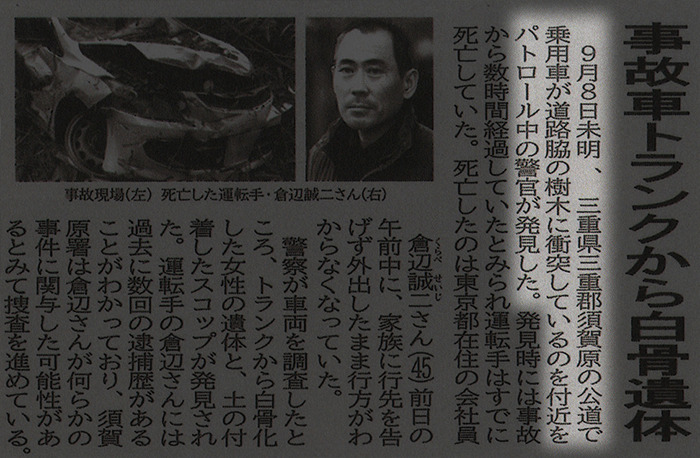 事故車トランクから白骨遺体
９月８日未明、三重県三重郡須賀原の公道で
乗用車が道路脇の樹木に衝突しているのを付近を
パトロール中の警官が発見した。発見時には事故
から数時間経過していたとみられ運転手はすでに
死亡していた。死亡したのは東京都在住の会社員
事故現場(左) 死亡した運転手・倉辺誠二さん(右)
くらべ せいじ
倉辺誠二さん(45)前日の
午前中に、家族に行先を告
げず外出したまま行方がわ
からなくなっていた。
警察が車両を調査したと
ころ、トランクから白骨化
した女性の遺体と、土の付
着したスコップが発見され
た。運転手の倉辺さんには
過去に数回の逮捕歴がある
ことがわかっており、須賀
原署は倉辺さんが何らかの
事件に関与した可能性があ
るとみて捜査を進めている。